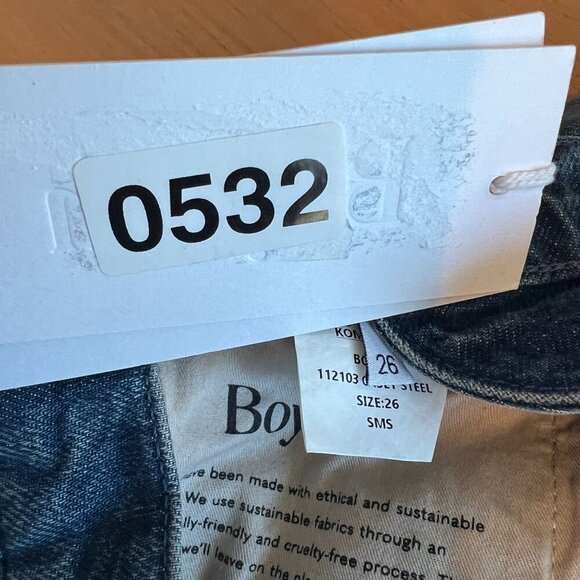 0532
26
112103
STEEL
SIZE:26
SMS
Boy
been made with ethical and sustainable
We use sustainable fabrics through an
lly-friendly and cruelty-free process.
we'll leave on the